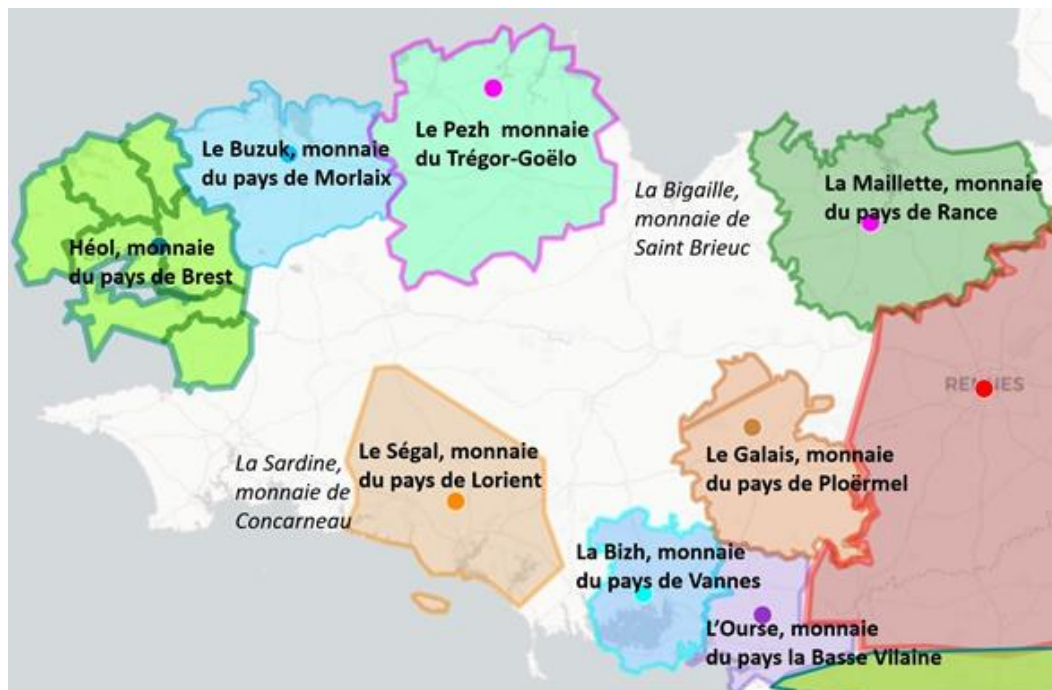 Le Pezh monnaie
du Trégor-Goëlo
Le Buzuk, monnaie
du pays de Morlaix
La Bigaille,
monnaie de
Saint Brieuc
La Maillette, monnaie
du pays de Rance
Héol, monnaie
du pays de Brest
RENNES
Le Ségal, monnaie
du pays de Lorient
La Sardine,
monnaie de
Concarneau
Le Galais, monnaie
du pays de Ploërmel
La Bizh, monnaie
du pays de Vannes
L'Ourse, monnaie
du pays la Basse Vilaine